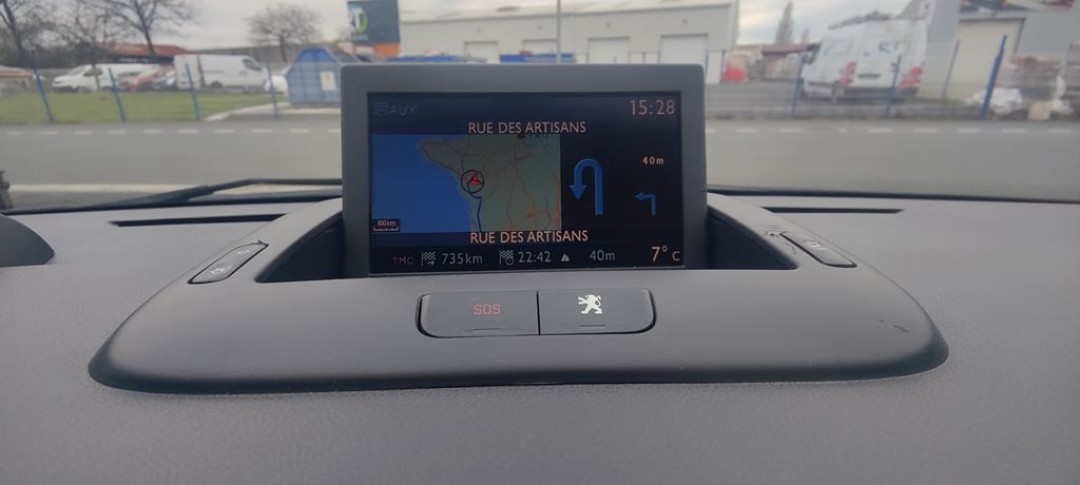 AUX
15:28
RUE DES ARTISANS
40m
100km
RUE DES ARTISANS
TMC 735km 22:42 40m 7°C
SOS